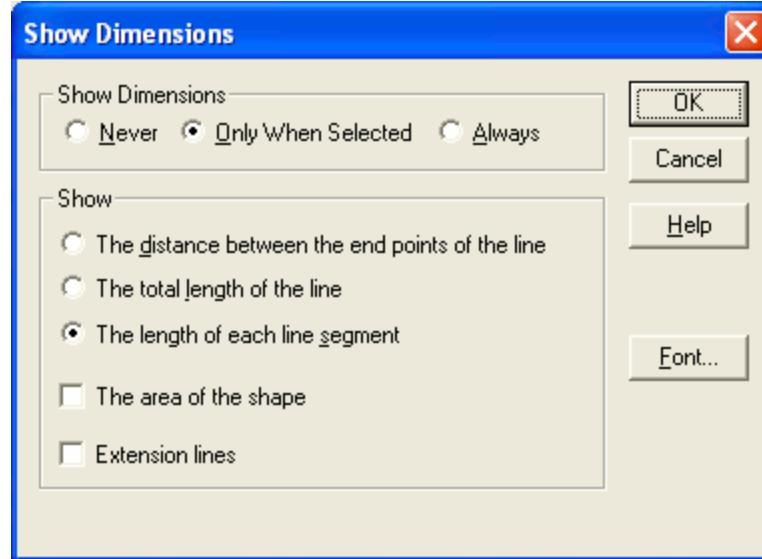 Show Dimensions
Show Dimensions
Never Only When Selected Always
OK
Cancel
Help
Font...
Show
The distance between the end points of the line
The total length of the line
The length of each line segment
The area of the shape
Extension lines